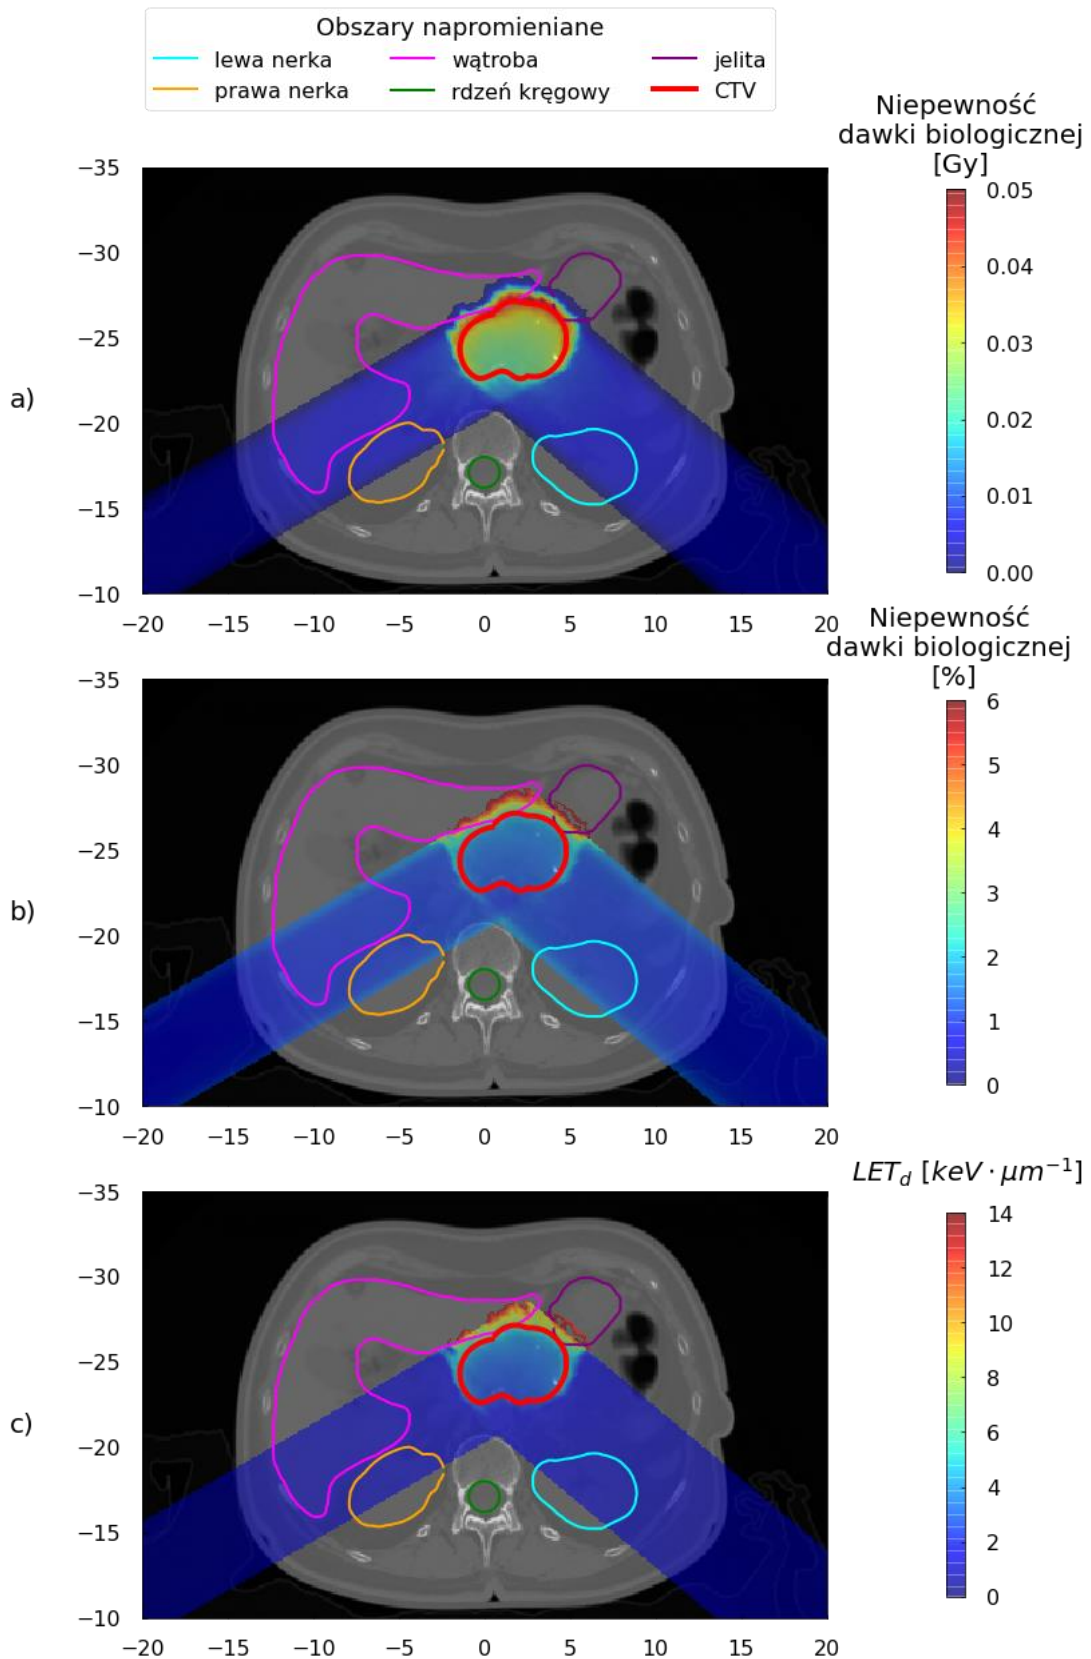 Obszary napromieniane
lewa nerka wątroba jelita
prawa nerka rdzeń kręgowy CTV
Niepewność
dawki biologicznej
[Gy]
a)
−35
−30
−25
−20
−15
−10
−20 −15 −10 −5 0 5 10 15 20
0.05
0.04
0.03
0.02
0.01
0.00
Niepewność
dawki biologicznej
[%]
b)
−35
−30
−25
−20
−15
−10
−20 −15 −10 −5 0 5 10 15 20
6
5
4
3
2
1
0
LET_d [keV · μm⁻¹]
c)
−35
−30
−25
−20
−15
−10
−20 −15 −10 −5 0 5 10 15 20
14
12
10
8
6
4
2
0